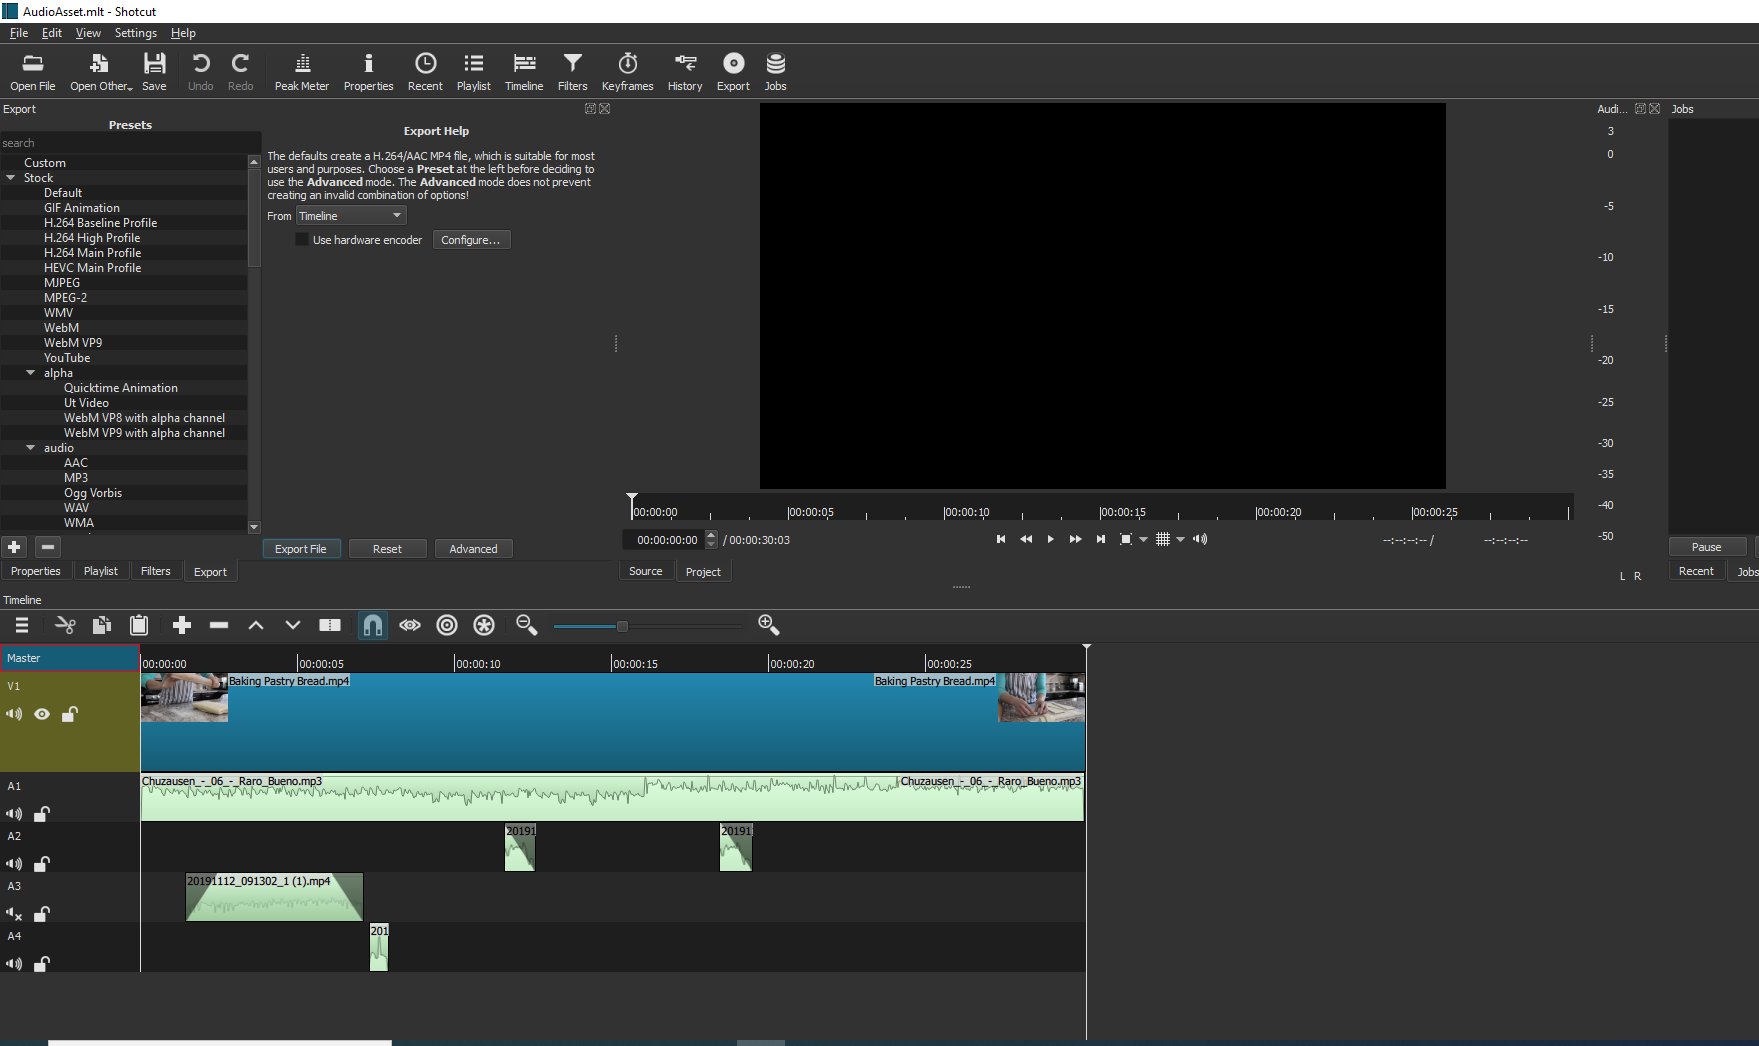 AudioAsset.mlt - Shotcut
File Edit View Settings Help
Open File Open Other Save Undo Redo Peak Meter Properties Recent Playlist Timeline Filters Keyframes History Export Jobs
Export
Presets
search
Custom
Stock
Default
GIF Animation
H.264 Baseline Profile
H.264 High Profile
H.264 Main Profile
HEVC Main Profile
MJPEG
MPEG-2
WMV
WebM
WebM VP9
YouTube
alpha
Quicktime Animation
Ut Video
WebM VP8 with alpha channel
WebM VP9 with alpha channel
audio
AAC
MP3
Ogg Vorbis
WAV
WMA
Export Help
The defaults create a H.264/AAC MP4 file, which is suitable for most
users and purposes. Choose a Preset at the left before deciding to
use the Advanced mode. The Advanced mode does not prevent
creating an invalid combination of options!
From Timeline
Use hardware encoder Configure...
Export File Reset Advanced
Properties Playlist Filters Export
00:00:00 00:00:05 00:00:10 00:00:15 00:00:20 00:00:25
00:00:00:00 / 00:00:30:03
--:--:--:-- / --:--:--:--
Source Project
Audi...
3
0
-5
-10
-15
-20
-25
-30
-35
-40
-50
L R
Jobs
Pause
Recent Jobs
Timeline
Master
00:00:00 00:00:05 00:00:10 00:00:15 00:00:20 00:00:25
V1
Baking Pastry Bread.mp4 Baking Pastry Bread.mp4
A1
Chuzausen_-_06_-_Raro_Bueno.mp3 Chuzausen_-_06_-_Raro_Bueno.mp3
A2
20191 20191
A3
20191112_091302_1 (1).mp4
A4
201